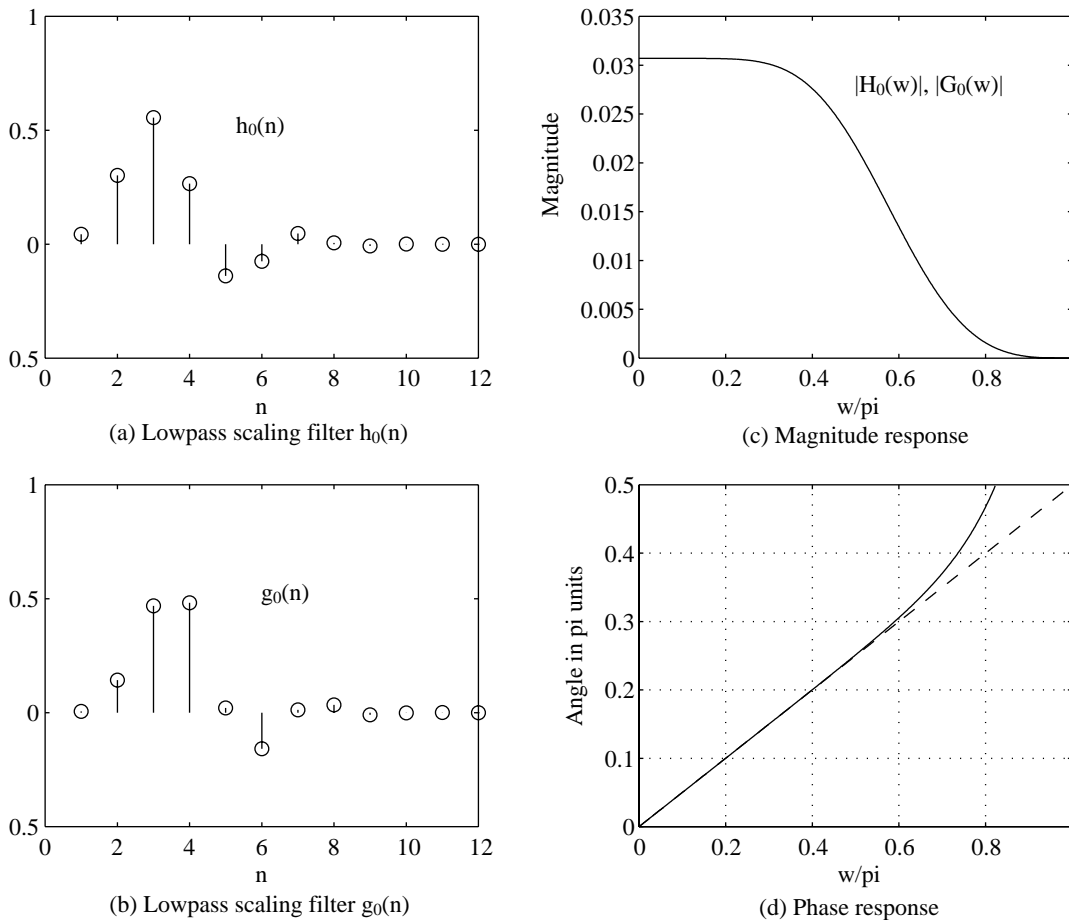 1
0.5
0
0.5
0 2 4 6 8 10 12
n
h0(n)
(a) Lowpass scaling filter h0(n)
0.035
0.03
0.025
0.02
0.015
0.01
0.005
0
0 0.2 0.4 0.6 0.8
w/pi
Magnitude
|H0(w)|, |G0(w)|
(c) Magnitude response
1
0.5
0
0.5
0 2 4 6 8 10 12
n
g0(n)
(b) Lowpass scaling filter g0(n)
0.5
0.4
0.3
0.2
0.1
0
0 0.2 0.4 0.6 0.8
w/pi
Angle in pi units
(d) Phase response